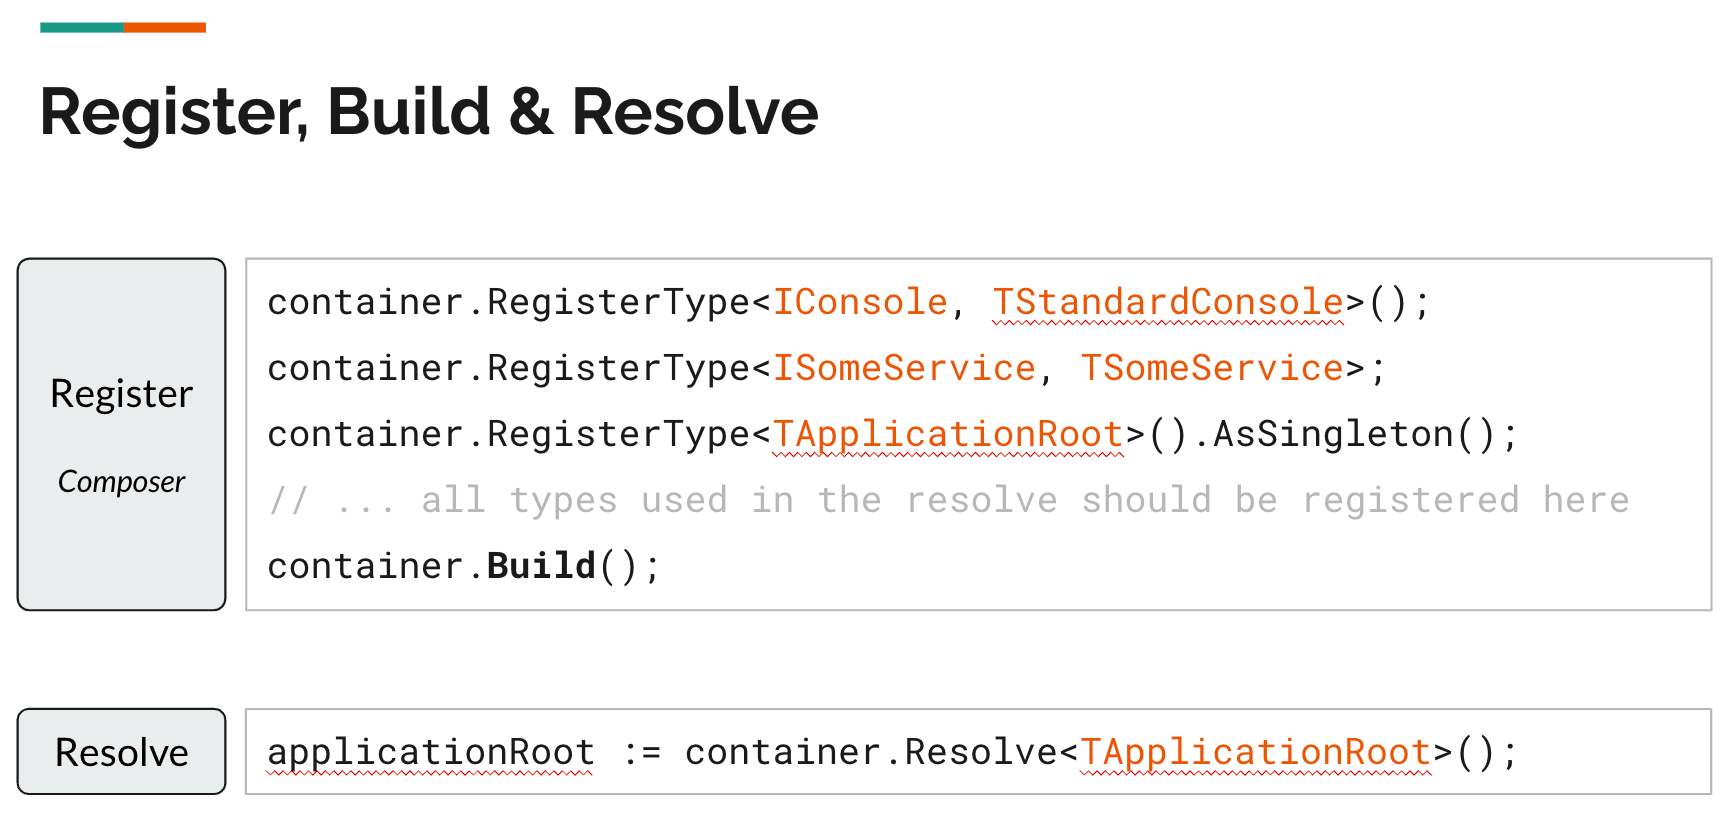 Register, Build & Resolve
Register
Composer
container.RegisterType<IConsole, TStandardConsole>();
container.RegisterType<ISomeService, TSomeService>;
container.RegisterType<TApplicationRoot>().AsSingleton();
// ... all types used in the resolve should be registered here
container.Build();
Resolve
applicationRoot := container.Resolve<TApplicationRoot>();